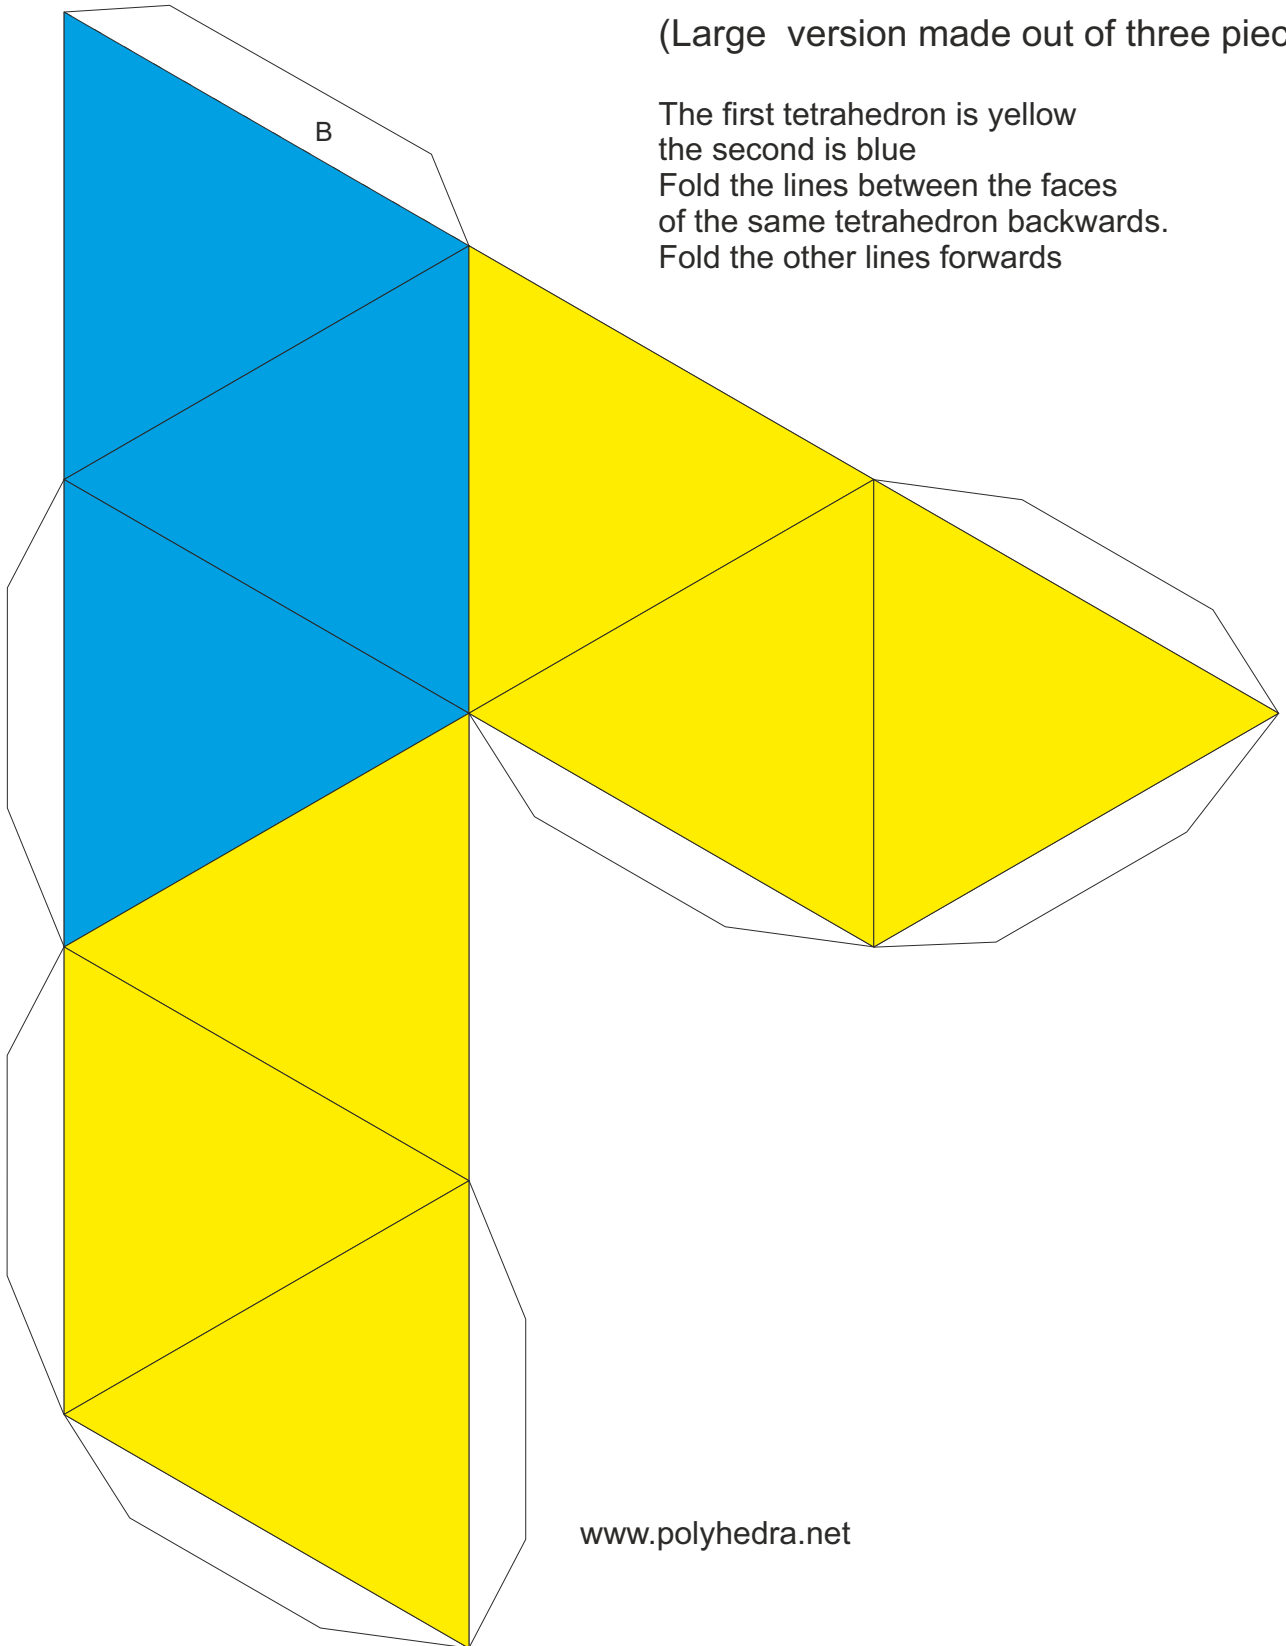 (Large version made out of three piec
The first tetrahedron is yellow
the second is blue
Fold the lines between the faces
of the same tetrahedron backwards.
Fold the other lines forwards
B
www.polyhedra.net